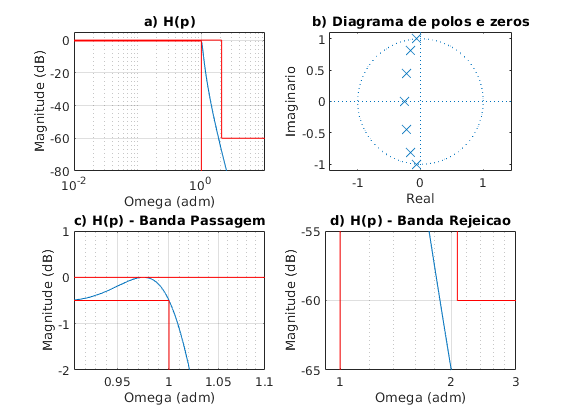 a) H(p)
0
-20
-40
-60
-80
Magnitude (dB)
10-2
100
Omega (adm)
b) Diagrama de polos e zeros
1
0.5
0
-0.5
-1
Imaginario
-1
0
1
Real
c) H(p) - Banda Passagem
1
0
-1
-2
Magnitude (dB)
0.95
1
1.05
1.1
Omega (adm)
d) H(p) - Banda Rejeicao
-55
-60
-65
Magnitude (dB)
1
2
3
Omega (adm)